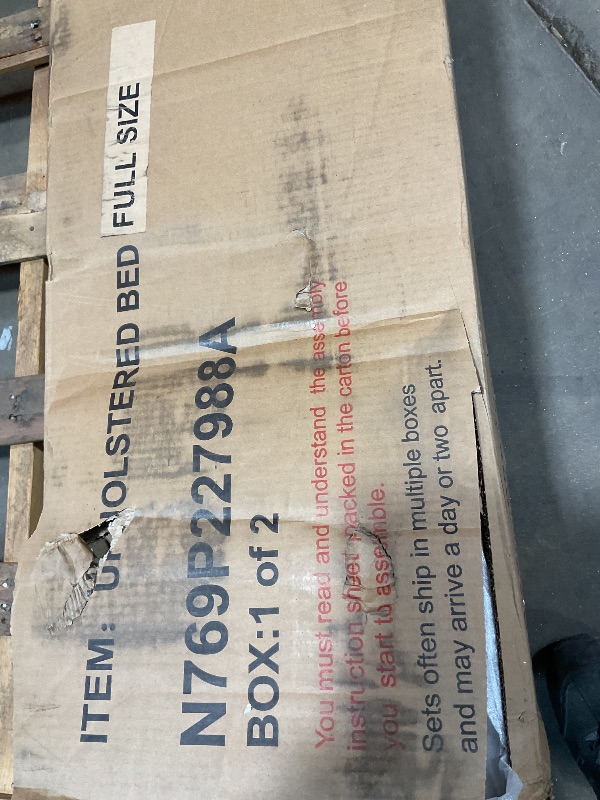 ITEM: UPHOLSTERED BED FULL SIZE
N769P227988A
BOX:1 of 2
You must read and understand the assembly
instruction sheet packed in the carton before
you start to assemble.
Sets often ship in multiple boxes
and may arrive a day or two apart.